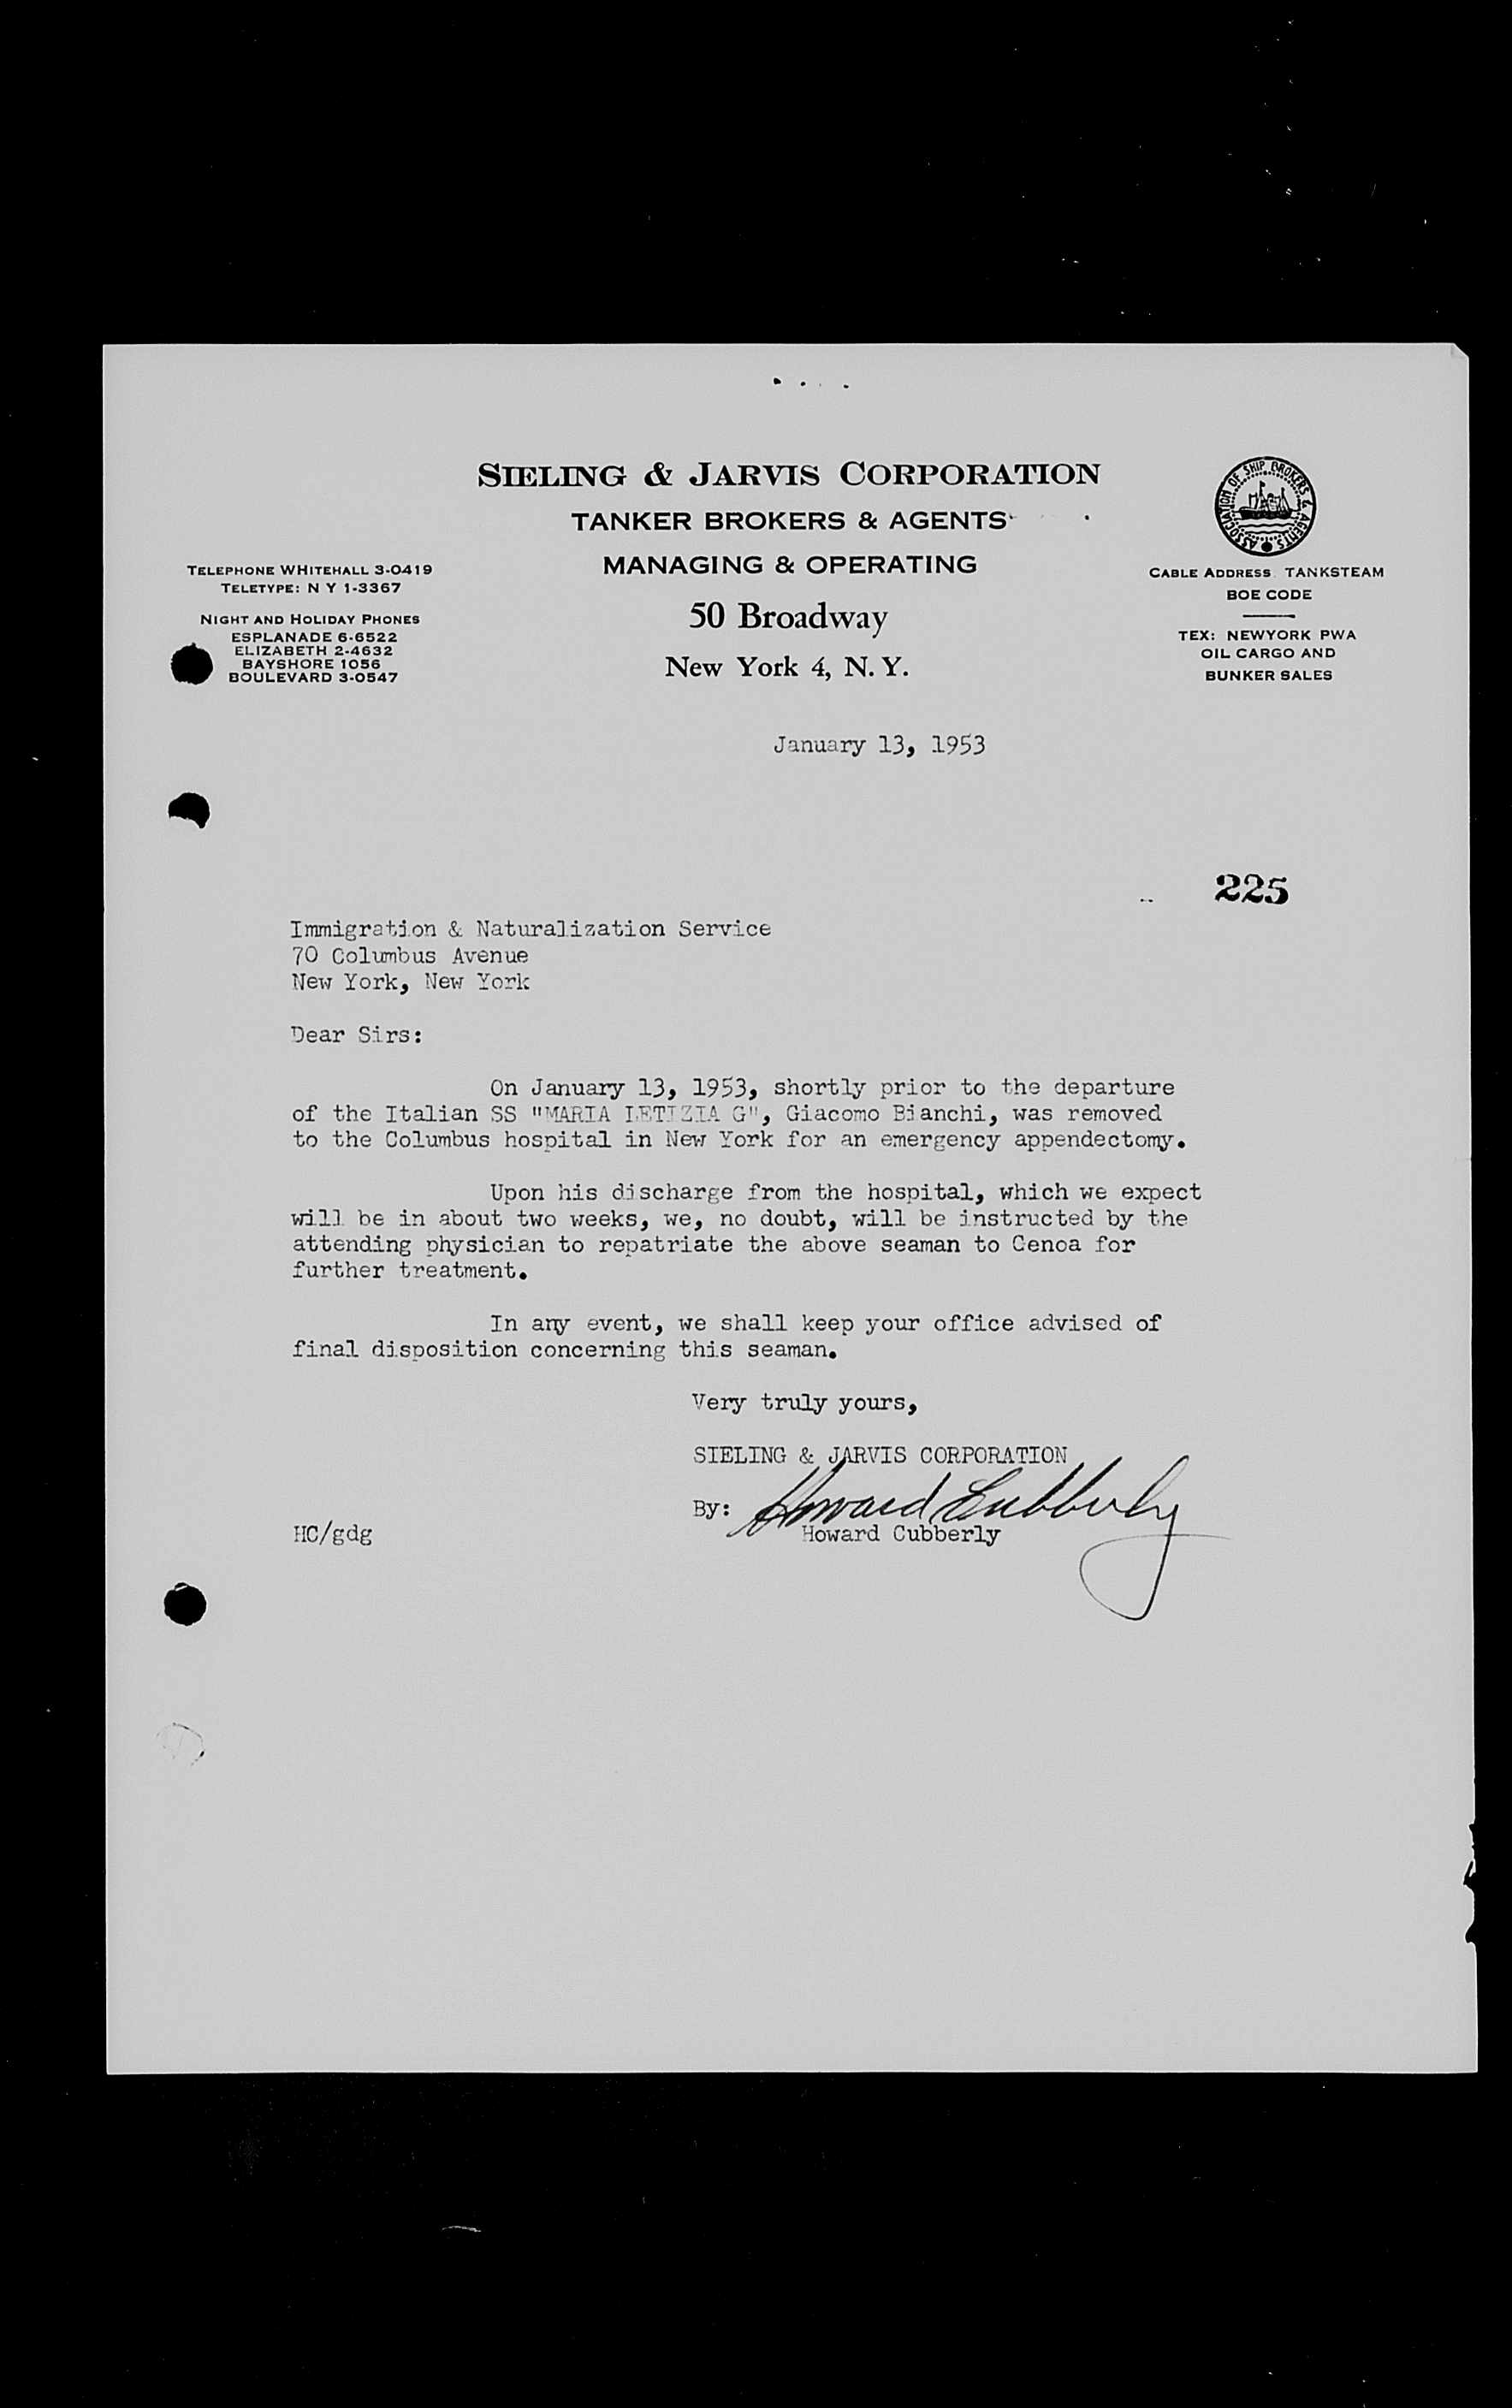 SIELING & JARVIS CORPORATION
TANKER BROKERS & AGENTS
MANAGING & OPERATING
50 Broadway
New York 4, N. Y.
TELEPHONE WHITEHALL 3-0419
TELETYPE: N Y 1-3367
NIGHT AND HOLIDAY PHONES
ESPLANADE 6-6522
ELIZABETH 2-4632
BAYSHORE 1056
BOULEVARD 3-0547
ASSOCIATION OF SHIP BROKERS & AGENTS
CABLE ADDRESS TANKSTEAM
BOE CODE
TEX: NEWYORK PWA
OIL CARGO AND
BUNKER SALES
January 13, 1953
225
Immigration & Naturalization Service
70 Columbus Avenue
New York, New York
Dear Sirs:
On January 13, 1953, shortly prior to the departure
of the Italian SS "MARIA LETIZIA G", Giacomo Bianchi, was removed
to the Columbus hospital in New York for an emergency appendectomy.
Upon his discharge from the hospital, which we expect
will be in about two weeks, we, no doubt, will be instructed by the
attending physician to repatriate the above seaman to Genoa for
further treatment.
In any event, we shall keep your office advised of
final disposition concerning this seaman.
Very truly yours,
SIELING & JARVIS CORPORATION
By: Howard Cubberly
Howard Cubberly
HC/gdg